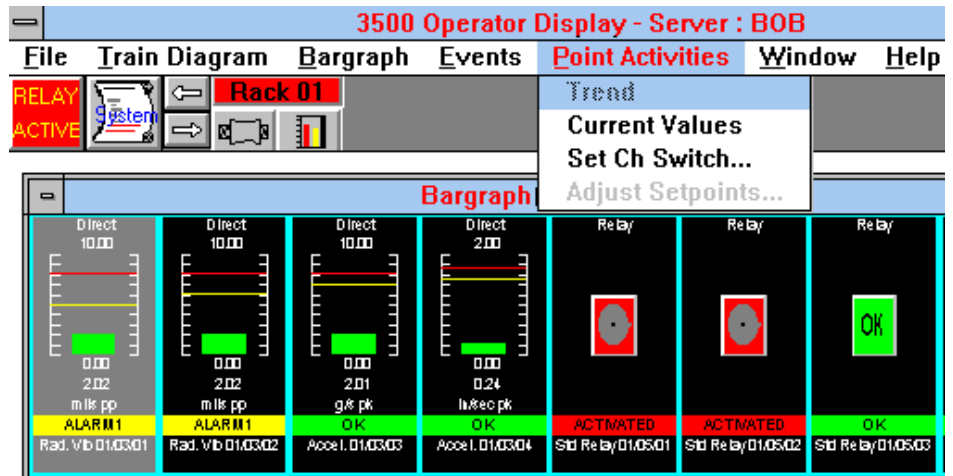 3500 Operator Display - Server : BOB
File Train Diagram Bargraph Events Point Activities Window Help
RELAY
ACTIVE
System
Rack 01
Trend
Current Values
Set Ch Switch...
Adjust Setpoints...
Bargraph
Direct Direct Direct Direct Relay Relay Relay
10.00 10.00 10.00 2.00
OK
0.00 0.00 0.00 0.00
2.02 2.02 2.01 0.24
mils pp mils pp g/s pk in/sec pk
ALARM1 ALARM1 OK OK ACTIVATED ACTIVATED OK
Rad. Vib 01/03/01 Rad. Vib 01/03/02 Accel. 01/03/03 Accel. 01/03/04 Std Relay 01/05/01 Std Relay 01/05/02 Std Relay 01/05/03